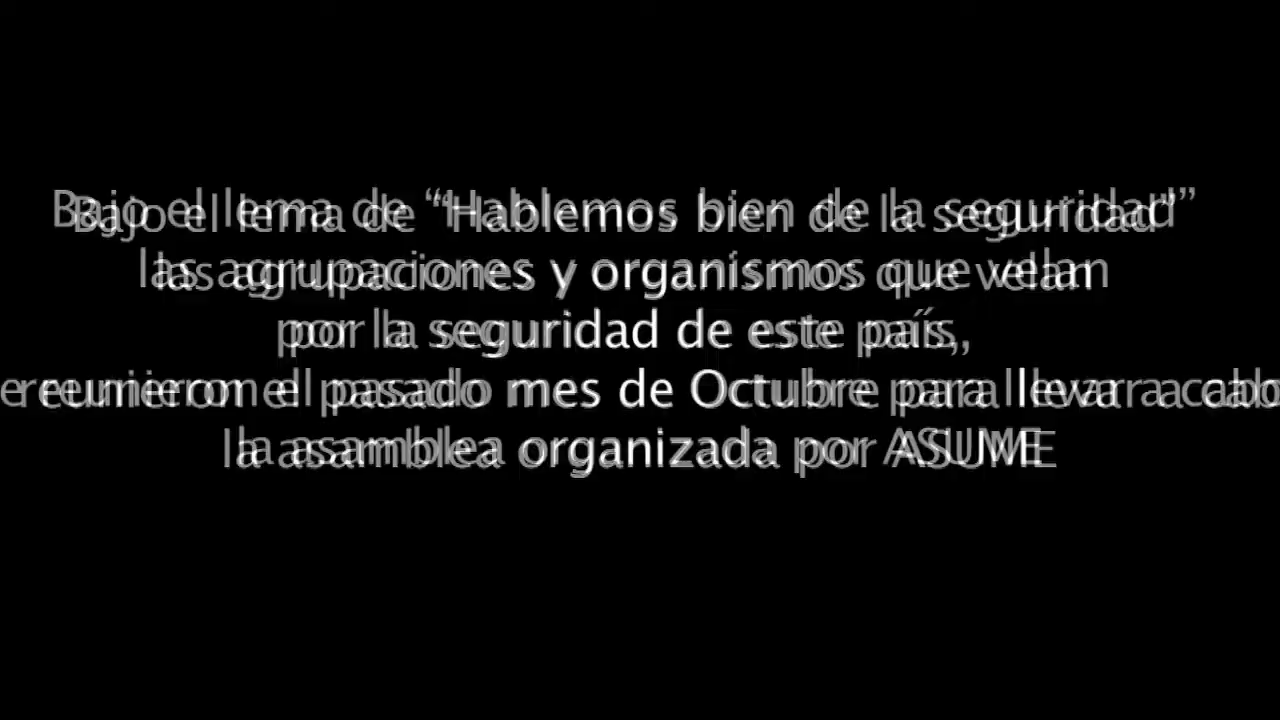 Bajo el lema de “Hablemos bien de la seguridad”
las agrupaciones y organismos que velan
por la seguridad de este país,
e reunieron el pasado mes de Octubre para llevar a cab
la asamblea organizada por ASUME